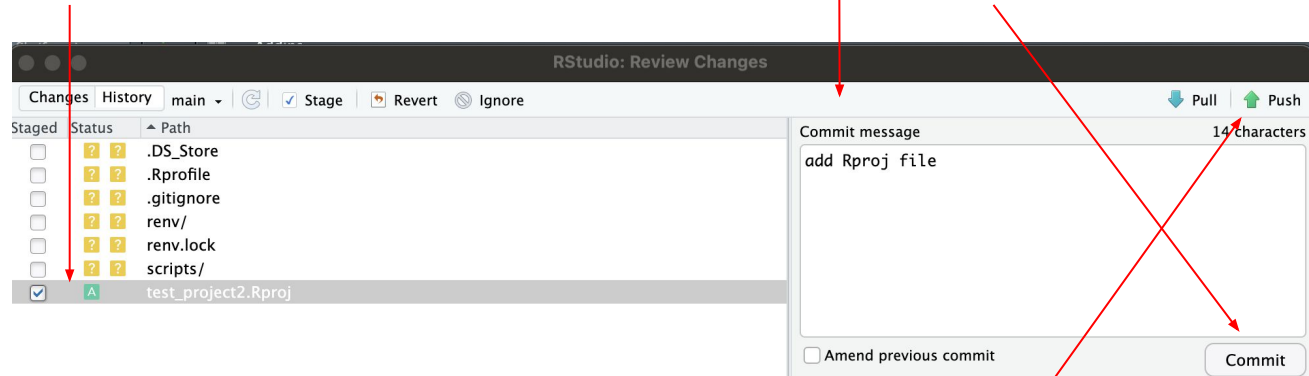 RStudio: Review Changes
Changes History main Stage Revert Ignore Pull Push
Staged Status Path
Commit message 14 characters
.DS_Store
add Rproj file
.Rprofile
.gitignore
renv/
renv.lock
scripts/
test_project2.Rproj
Amend previous commit
Commit